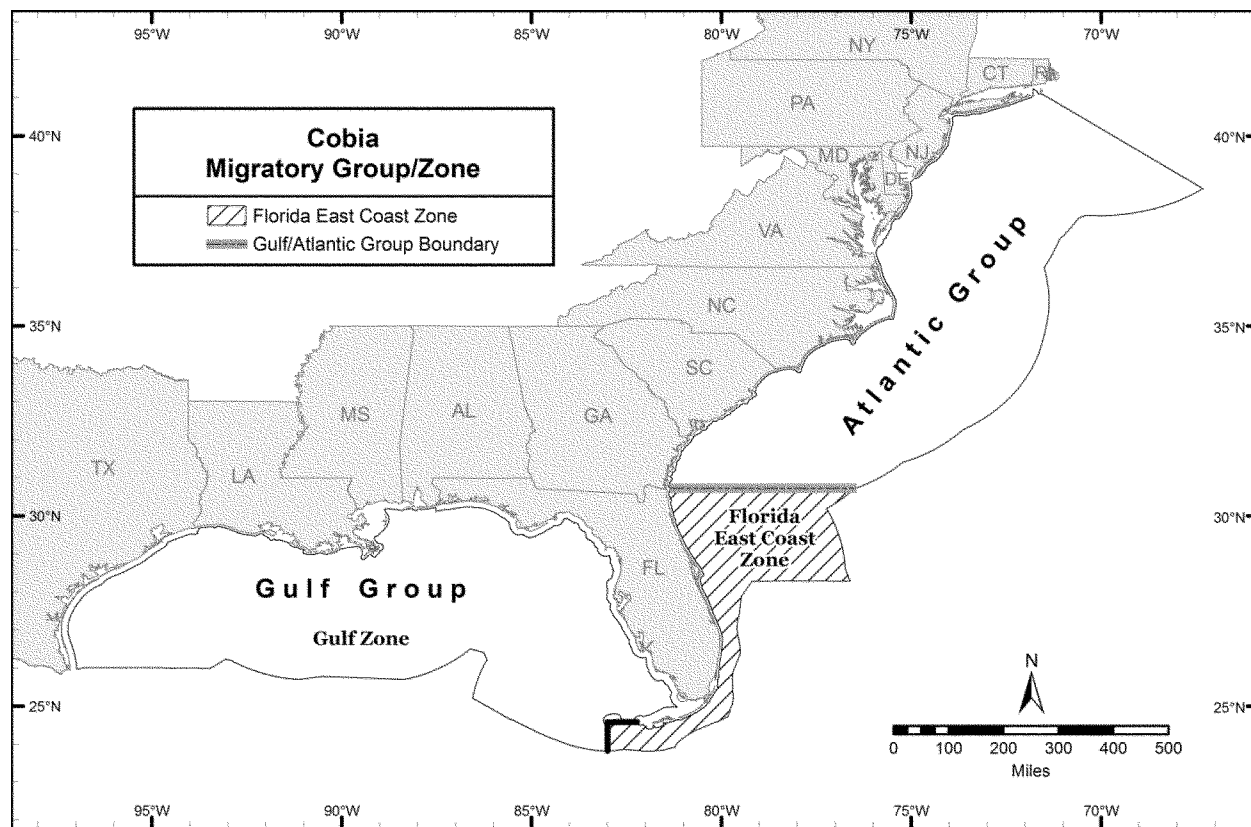 95°W 90°W 85°W 80°W 75°W 70°W
NY
CT
RI
PA
40°N 40°N
Cobia
Migratory Group/Zone
Florida East Coast Zone
Gulf/Atlantic Group Boundary
MD
NJ
DE
VA
Atlantic Group
NC
35°N 35°N
SC
MS
AL
GA
TX
LA
30°N 30°N
Florida
East Coast
Zone
FL
Gulf Group
Gulf Zone
N
25°N 25°N
0 100 200 300 400 500
Miles
95°W 90°W 85°W 80°W 75°W 70°W